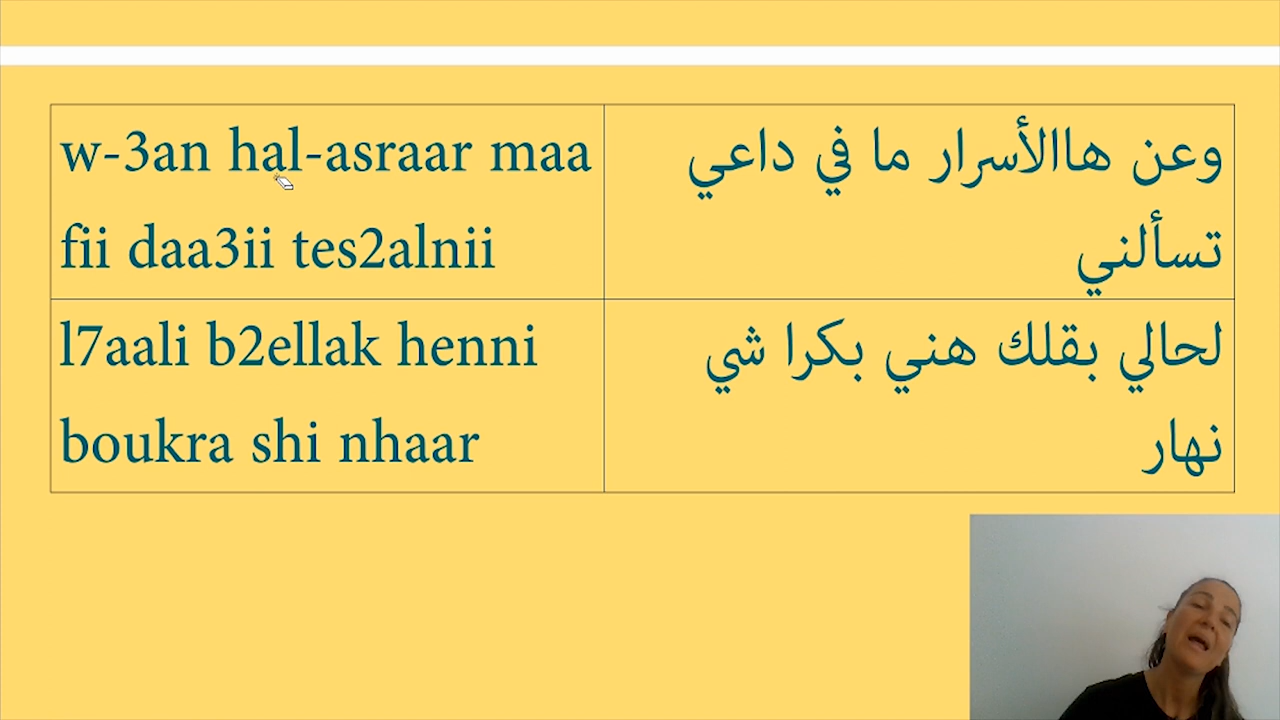 w-3an hal-asraar maa
fii daa3ii tes2alnii
وعن هاالأسرار ما في داعي
تسألني
l7aali b2ellak henni
boukra shi nhaar
لحالي بقلك هني بكرا شي
نهار